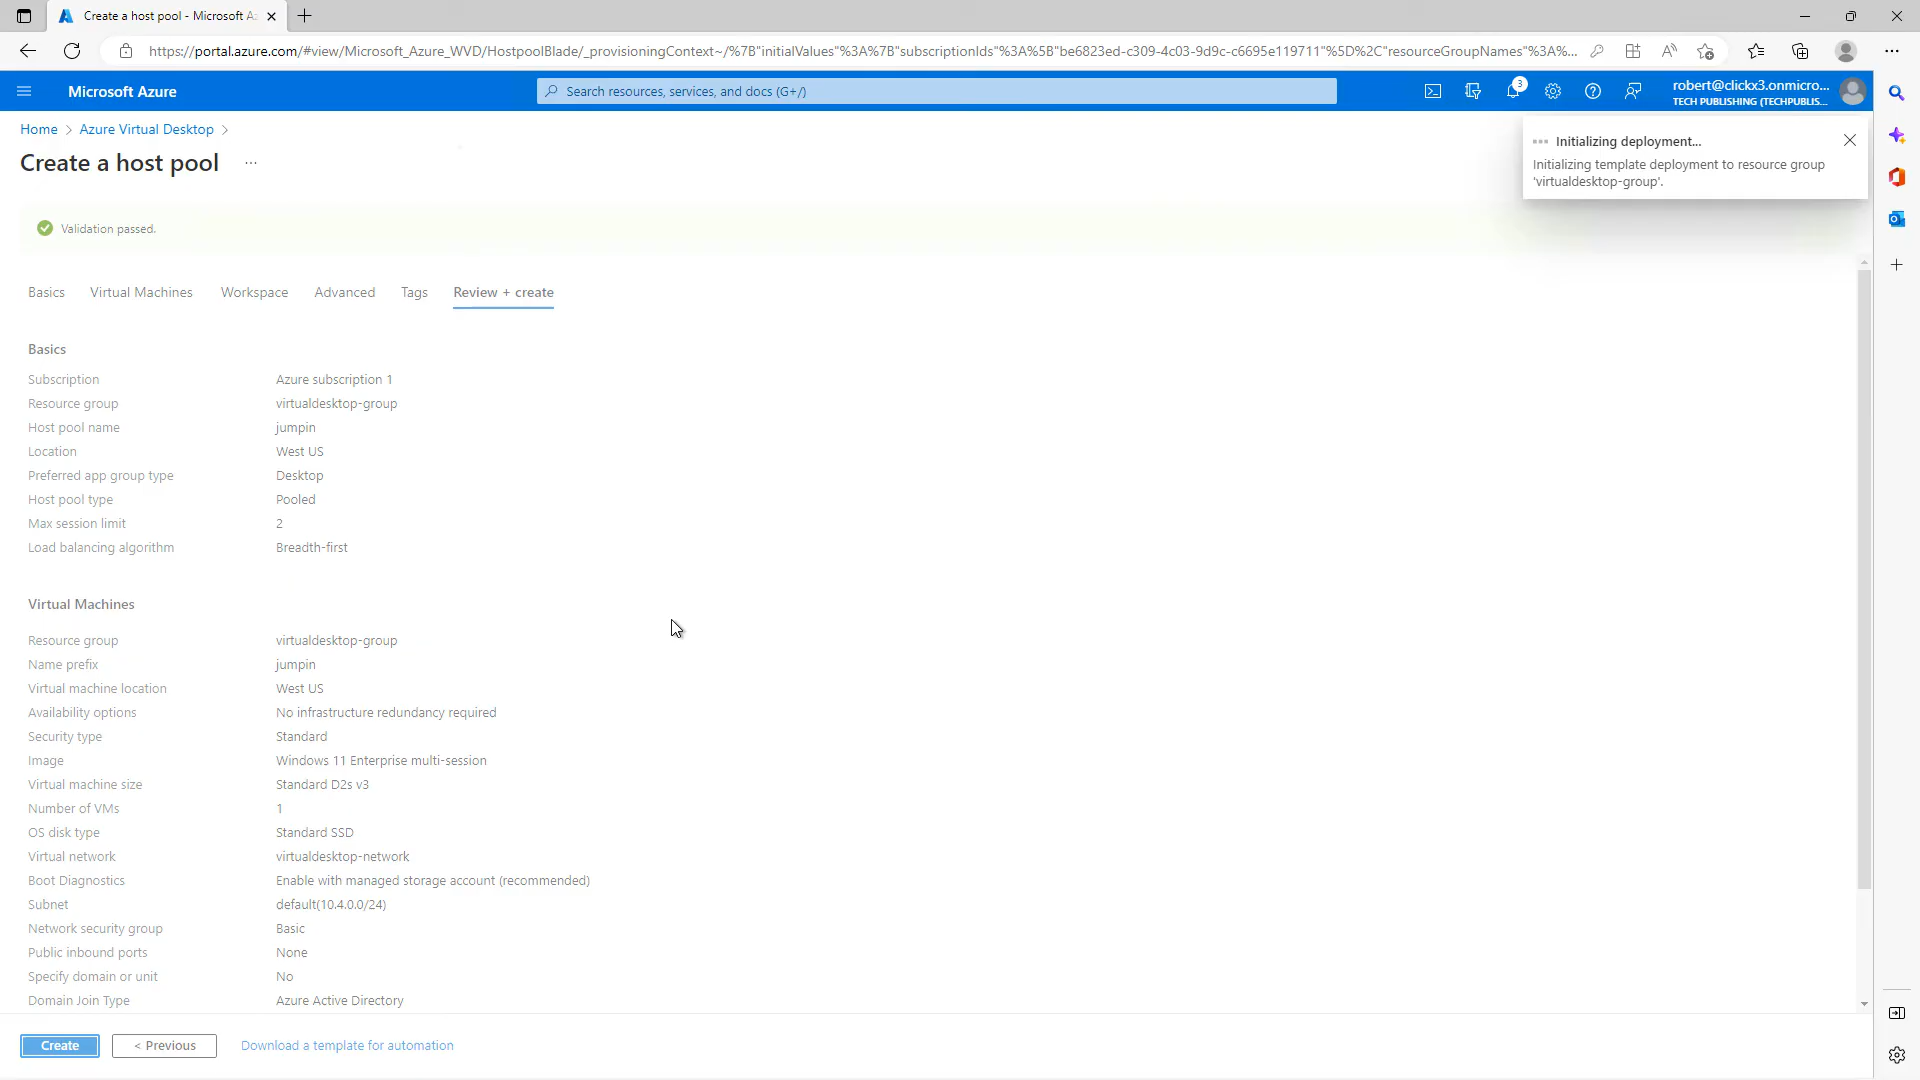 Create a host pool - Microsoft Az
https://portal.azure.com/#view/Microsoft_Azure_WVD/HostpoolBlade/_provisioningContext~/%7B"initialValues"%3A%7B"subscriptionIds"%3A%5B"be6823ed-c309-4c03-9d9c-c6695e119711"%5D%2C"resourceGroupNames"%3A%...
Microsoft Azure
Search resources, services, and docs (G+/)
3
robert@clickx3.onmicro...
TECH PUBLISHING (TECHPUBLIS...
Home > Azure Virtual Desktop >
Create a host pool ...
Initializing deployment...
Initializing template deployment to resource group
'virtualdesktop-group'.
Validation passed.
Basics Virtual Machines Workspace Advanced Tags Review + create
Basics
Subscription Azure subscription 1
Resource group virtualdesktop-group
Host pool name jumpin
Location West US
Preferred app group type Desktop
Host pool type Pooled
Max session limit 2
Load balancing algorithm Breadth-first
Virtual Machines
Resource group virtualdesktop-group
Name prefix jumpin
Virtual machine location West US
Availability options No infrastructure redundancy required
Security type Standard
Image Windows 11 Enterprise multi-session
Virtual machine size Standard D2s v3
Number of VMs 1
OS disk type Standard SSD
Virtual network virtualdesktop-network
Boot Diagnostics Enable with managed storage account (recommended)
Subnet default(10.4.0.0/24)
Network security group Basic
Public inbound ports None
Specify domain or unit No
Domain Join Type Azure Active Directory
Create < Previous Download a template for automation